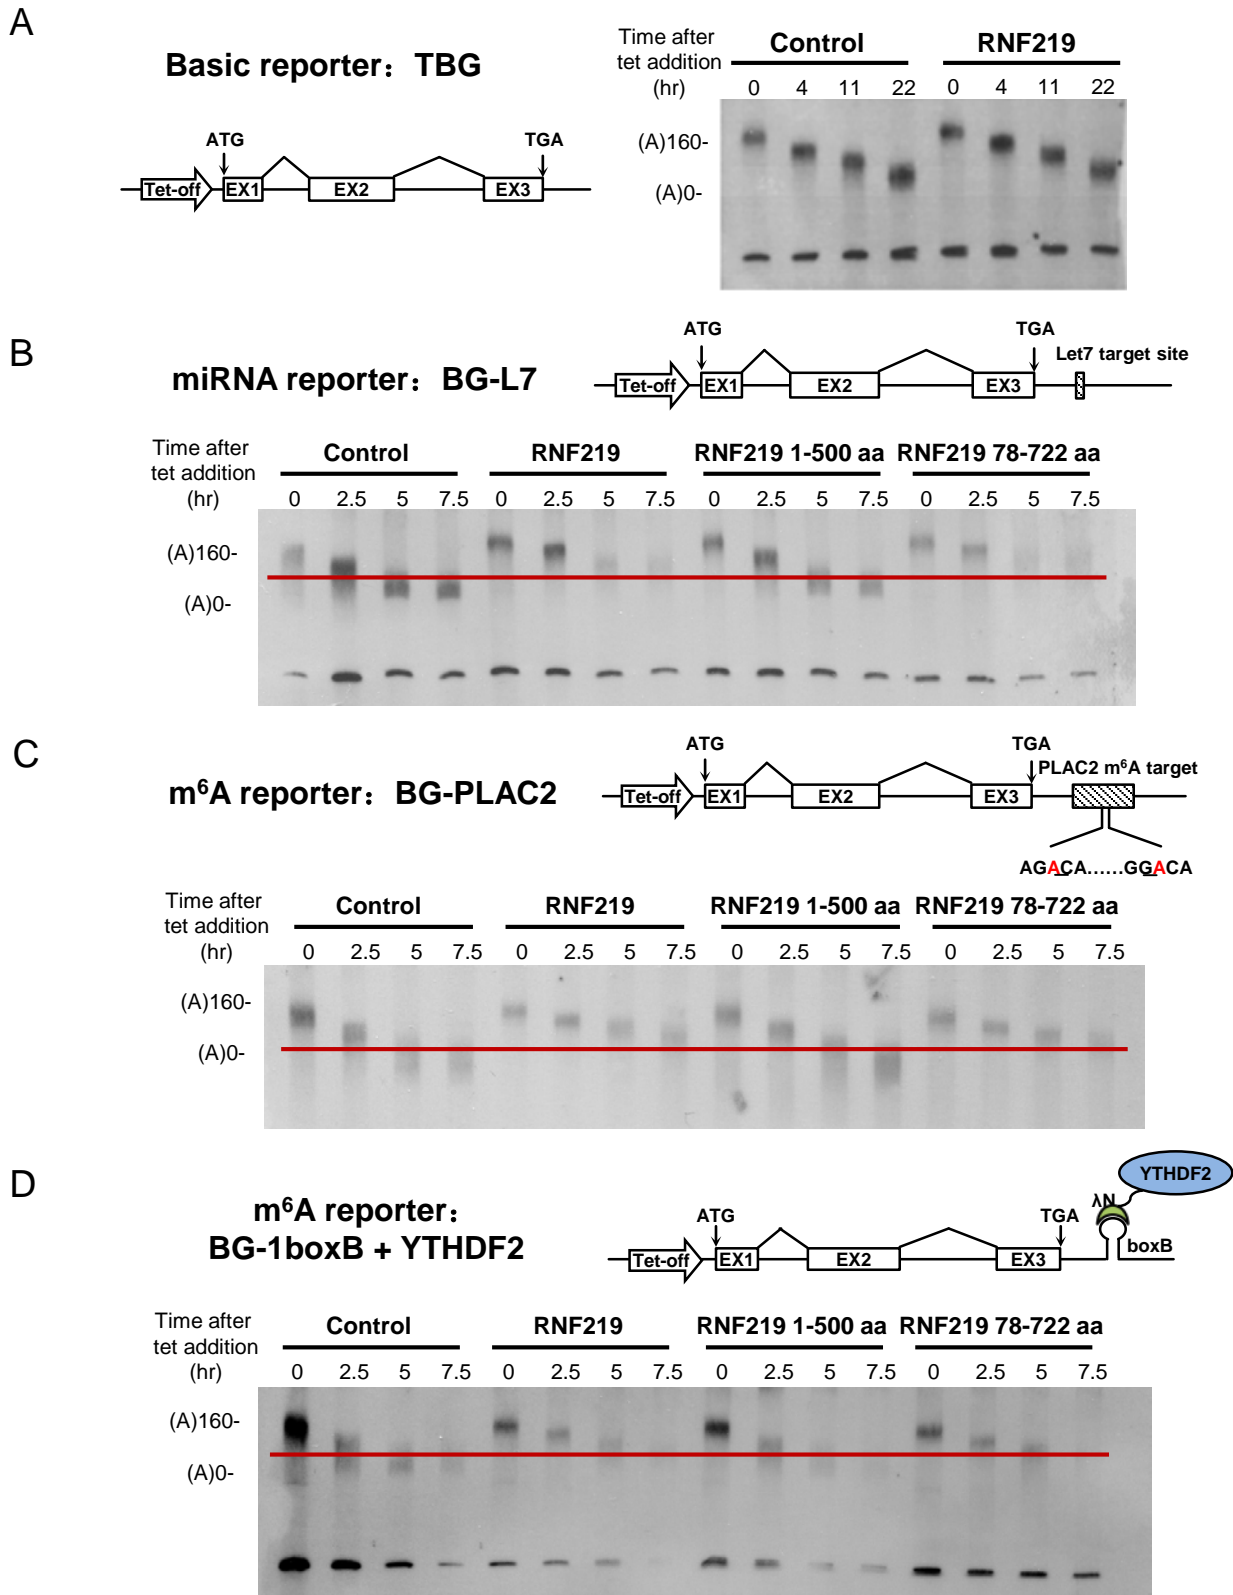 A
Basic reporter：TBG
ATG
TGA
Tet-off
EX1
EX2
EX3
Time after
tet addition
(hr)
Control
RNF219
0 4 11 22 0 4 11 22
(A)160-
(A)0-
B
miRNA reporter：BG-L7
ATG
TGA
Let7 target site
Tet-off
EX1
EX2
EX3
Time after
tet addition
(hr)
Control
RNF219
RNF219 1-500 aa
RNF219 78-722 aa
0 2.5 5 7.5 0 2.5 5 7.5 0 2.5 5 7.5 0 2.5 5 7.5
(A)160-
(A)0-
C
m⁶A reporter：BG-PLAC2
ATG
TGA
PLAC2 m⁶A target
Tet-off
EX1
EX2
EX3
AGACA......GGACA
Time after
tet addition
(hr)
Control
RNF219
RNF219 1-500 aa
RNF219 78-722 aa
0 2.5 5 7.5 0 2.5 5 7.5 0 2.5 5 7.5 0 2.5 5 7.5
(A)160-
(A)0-
D
m⁶A reporter：
BG-1boxB + YTHDF2
YTHDF2
λN
ATG
TGA
boxB
Tet-off
EX1
EX2
EX3
Time after
tet addition
(hr)
Control
RNF219
RNF219 1-500 aa
RNF219 78-722 aa
0 2.5 5 7.5 0 2.5 5 7.5 0 2.5 5 7.5 0 2.5 5 7.5
(A)160-
(A)0-